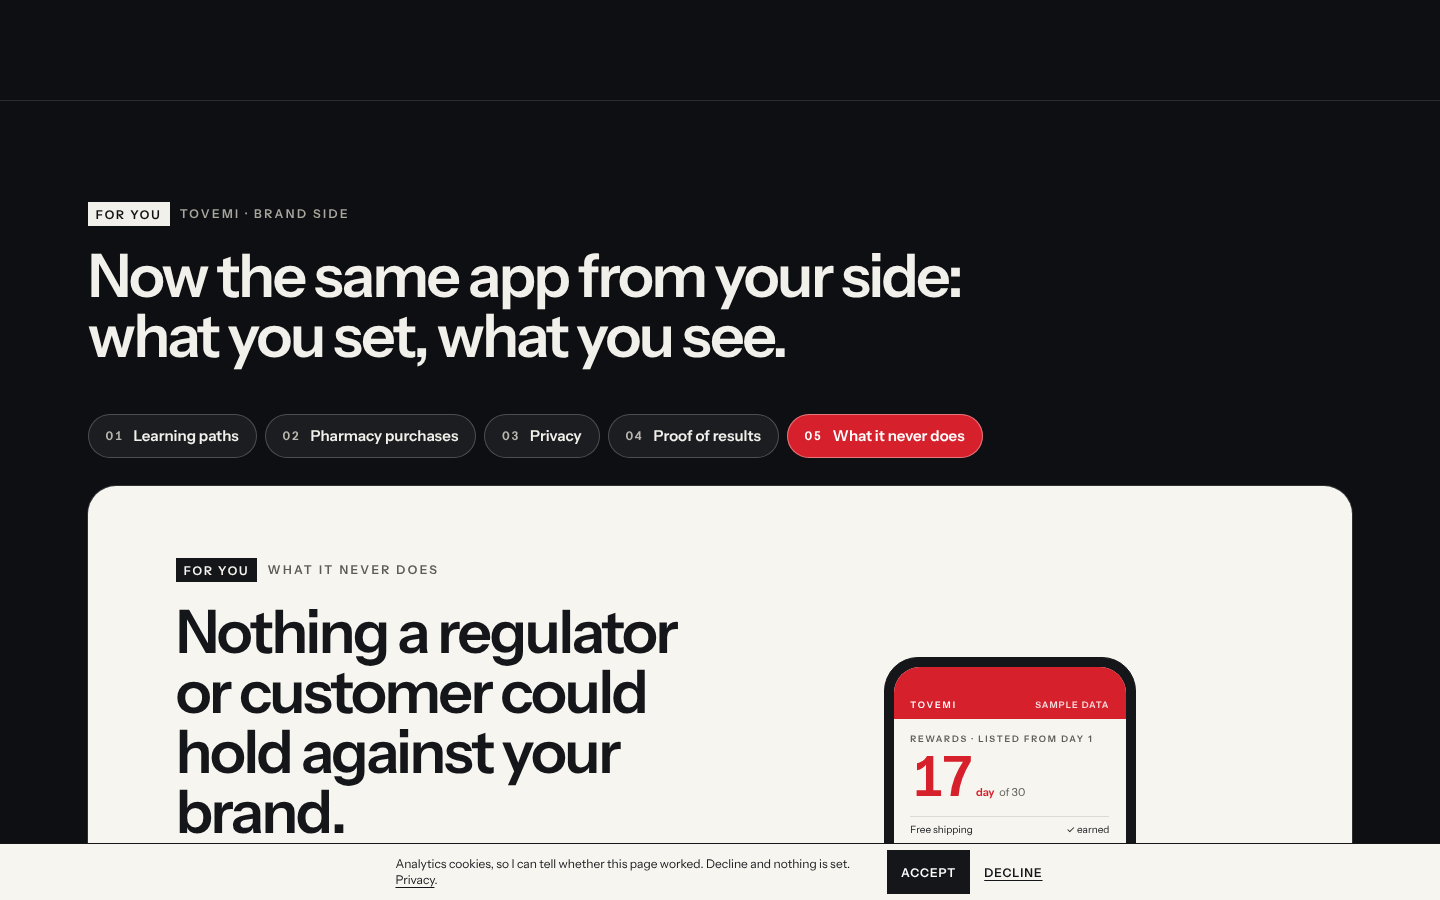 FOR YOU TOVEMI · BRAND SIDE
Now the same app from your side:
what you set, what you see.
01 Learning paths
02 Pharmacy purchases
03 Privacy
04 Proof of results
05 What it never does
FOR YOU WHAT IT NEVER DOES
Nothing a regulator
or customer could
hold against your
brand.
TOVEMI SAMPLE DATA
REWARDS · LISTED FROM DAY 1
17 day of 30
Free shipping ✓ earned
Analytics cookies, so I can tell whether this page worked. Decline and nothing is set.
Privacy.
ACCEPT
DECLINE